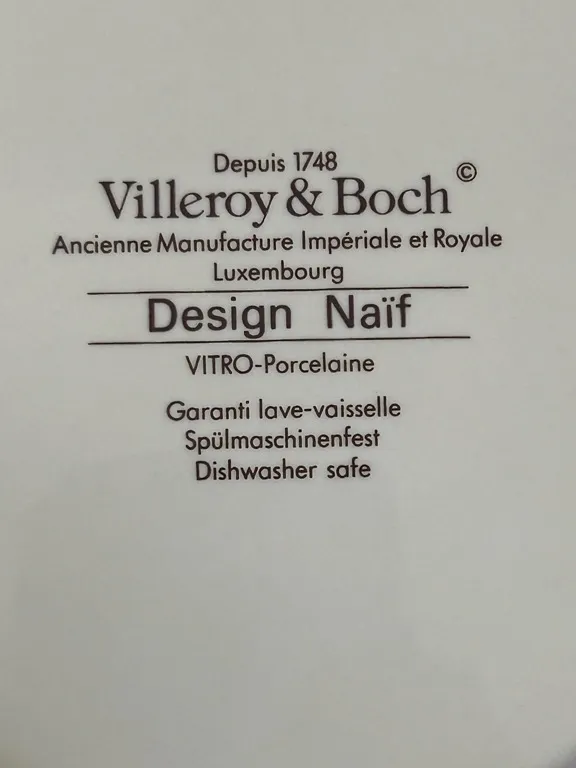 Depuis 1748
Villeroy & Boch ©
Ancienne Manufacture Impériale et Royale
Luxembourg
Design Naïf
VITRO-Porcelaine
Garanti lave-vaisselle
Spülmaschinenfest
Dishwasher safe